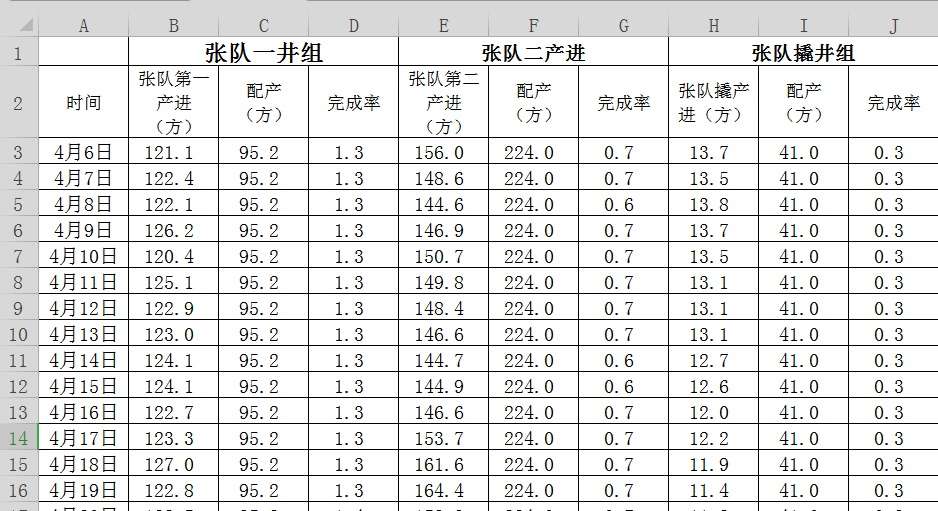 A B C D E F G H I J
1 张队一井组 张队二产进 张队撬井组
2 时间 张队第一产进（方） 配产（方） 完成率 张队第二产进（方） 配产（方） 完成率 张队撬产进（方） 配产（方） 完成率
3 4月6日 121.1 95.2 1.3 156.0 224.0 0.7 13.7 41.0 0.3
4 4月7日 122.4 95.2 1.3 148.6 224.0 0.7 13.5 41.0 0.3
5 4月8日 122.1 95.2 1.3 144.6 224.0 0.6 13.8 41.0 0.3
6 4月9日 126.2 95.2 1.3 146.9 224.0 0.7 13.7 41.0 0.3
7 4月10日 120.4 95.2 1.3 150.7 224.0 0.7 13.5 41.0 0.3
8 4月11日 125.1 95.2 1.3 149.8 224.0 0.7 13.1 41.0 0.3
9 4月12日 122.9 95.2 1.3 148.4 224.0 0.7 13.1 41.0 0.3
10 4月13日 123.0 95.2 1.3 146.6 224.0 0.7 13.1 41.0 0.3
11 4月14日 124.1 95.2 1.3 144.7 224.0 0.6 12.7 41.0 0.3
12 4月15日 124.1 95.2 1.3 144.9 224.0 0.6 12.6 41.0 0.3
13 4月16日 122.7 95.2 1.3 146.6 224.0 0.7 12.0 41.0 0.3
14 4月17日 123.3 95.2 1.3 153.7 224.0 0.7 12.2 41.0 0.3
15 4月18日 127.0 95.2 1.3 161.6 224.0 0.7 11.9 41.0 0.3
16 4月19日 122.8 95.2 1.3 164.4 224.0 0.7 11.4 41.0 0.3